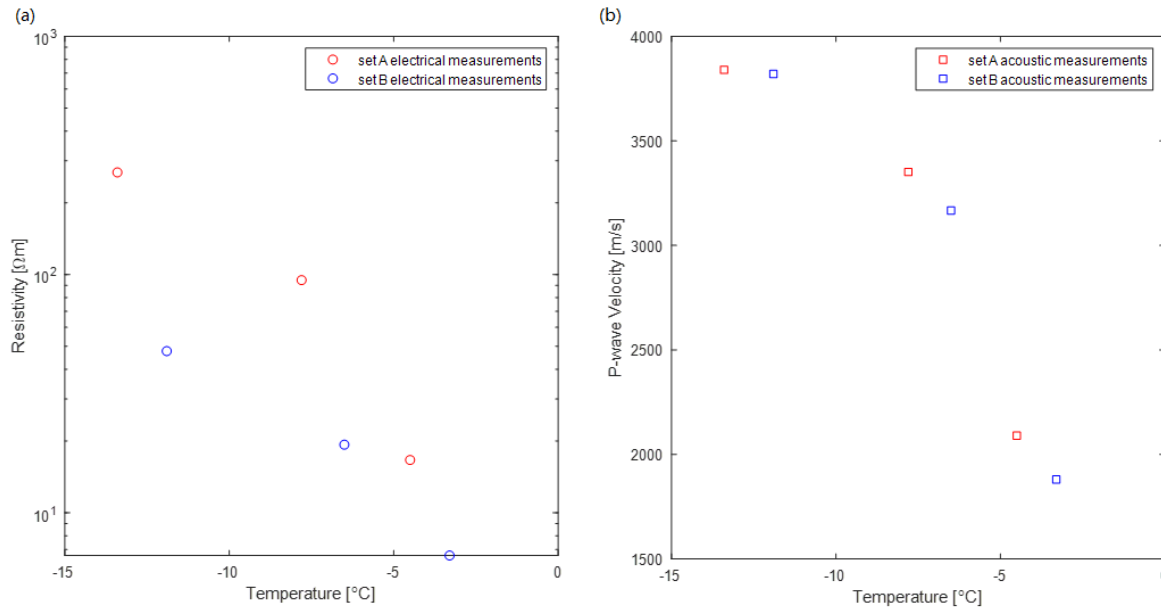 (a)
10³
set A electrical measurements
set B electrical measurements
10²
10¹
Resistivity [Ωm]
-15
-10
-5
0
Temperature [°C]
(b)
4000
set A acoustic measurements
set B acoustic measurements
3500
3000
2500
2000
1500
P-wave Velocity [m/s]
-15
-10
-5
Temperature [°C]